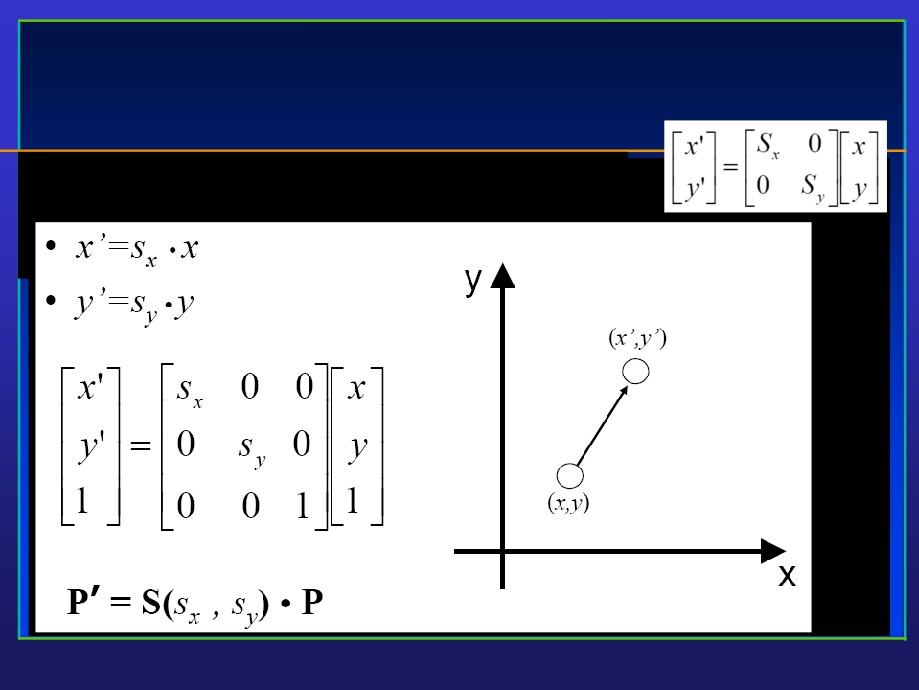 [x'] = [Sx 0] [x]
[y'] = [0 Sy] [y]
• x’=sx · x
• y’=sy · y
[x'] = [sx 0 0] [x]
[y'] = [0 sy 0] [y]
[1] = [0 0 1] [1]
P′ = S(sx , sy) • P
y
(x’,y’)
(x,y)
x